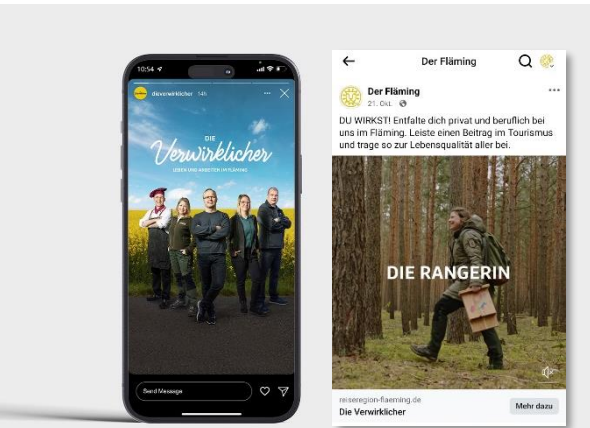 10:54
dieverwirklicher 14h
DIE
Verwirklicher
LEBEN UND ARBEITEN IM FLÄMING
Send Message
Der Fläming
Der Fläming
21. Okt.
DU WIRKST! Entfalte dich privat und beruflich bei
uns im Fläming. Leiste einen Beitrag im Tourismus
und trage so zur Lebensqualität aller bei.
DIE RANGERIN
reiseregion-flaeming.de
Die Verwirklicher
Mehr dazu